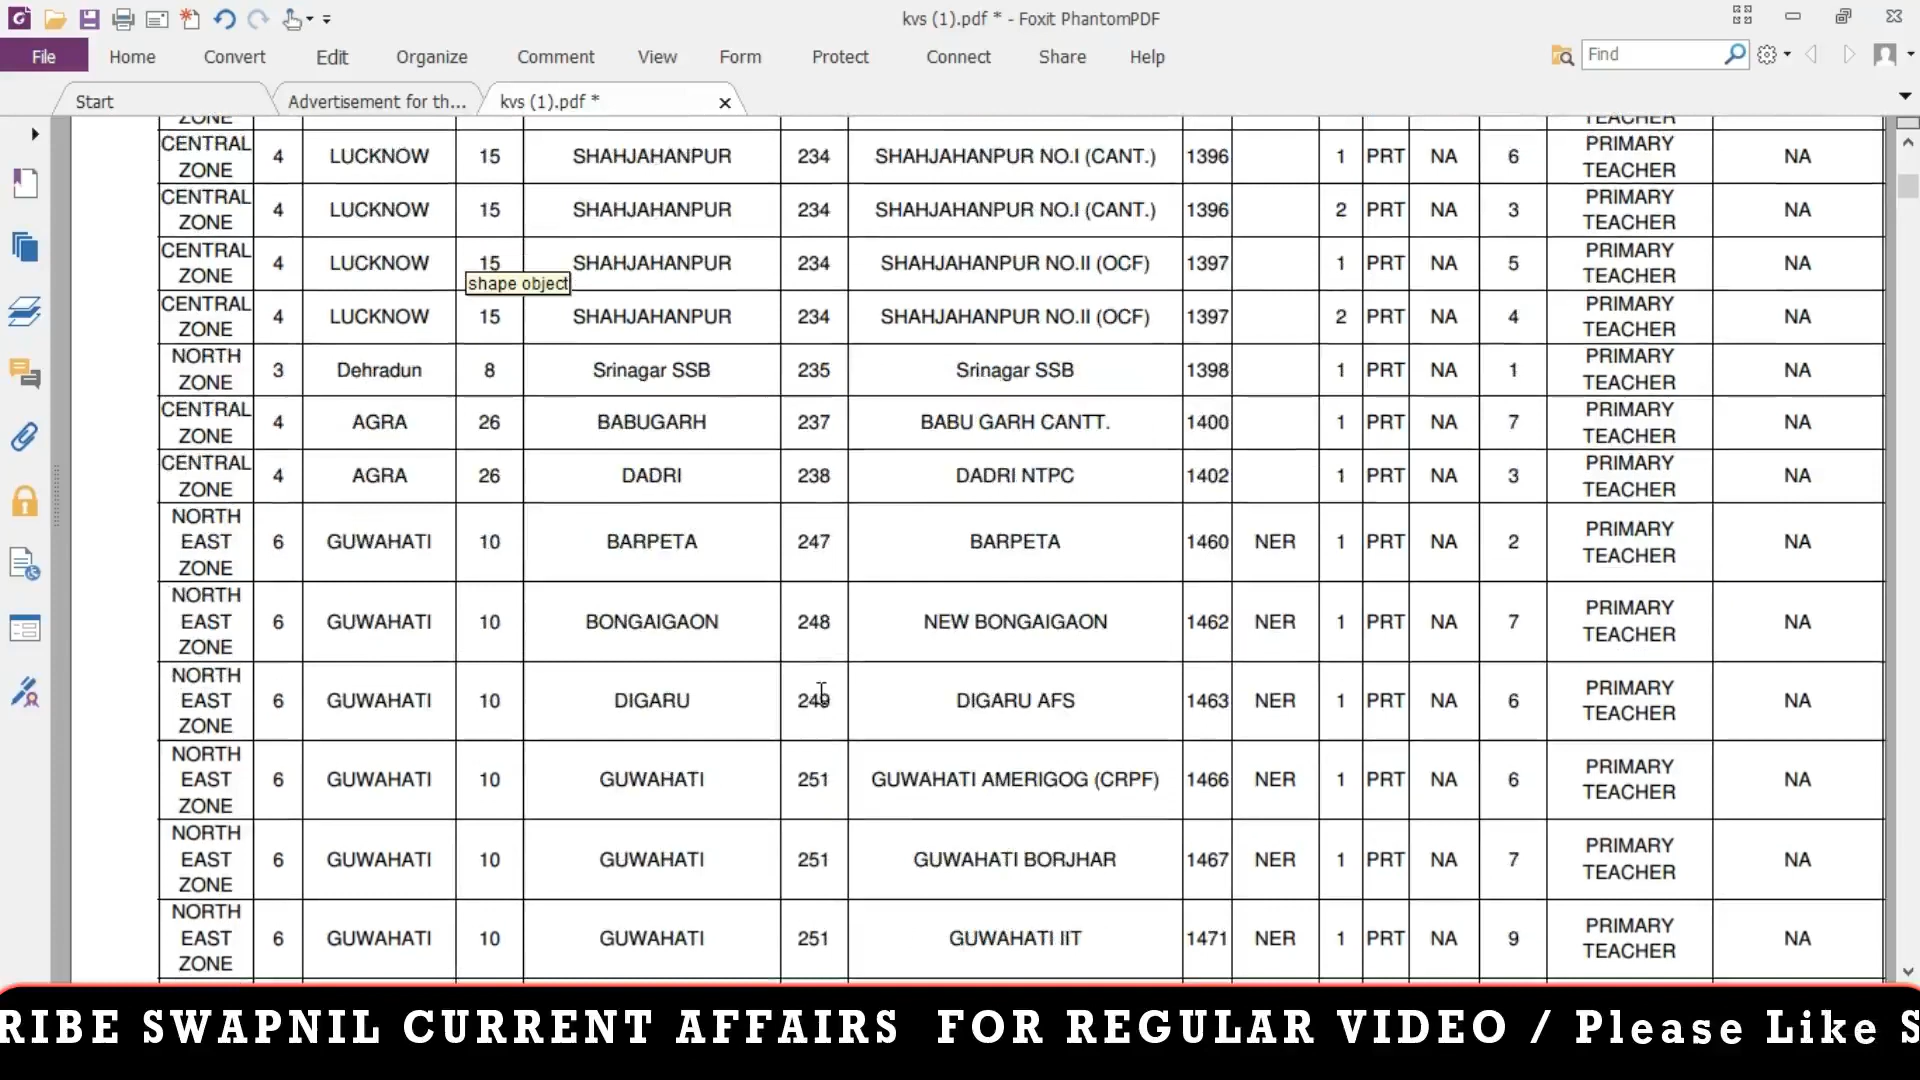 kvs (1).pdf * - Foxit PhantomPDF
File Home Convert Edit Organize Comment View Form Protect Connect Share Help Find
Start Advertisement for th... kvs (1).pdf *
ZONE TEACHER
CENTRAL ZONE 4 LUCKNOW 15 SHAHJAHANPUR 234 SHAHJAHANPUR NO.I (CANT.) 1396 1 PRT NA 6 PRIMARY TEACHER NA
CENTRAL ZONE 4 LUCKNOW 15 SHAHJAHANPUR 234 SHAHJAHANPUR NO.I (CANT.) 1396 2 PRT NA 3 PRIMARY TEACHER NA
CENTRAL ZONE 4 LUCKNOW 15 SHAHJAHANPUR 234 SHAHJAHANPUR NO.II (OCF) 1397 1 PRT NA 5 PRIMARY TEACHER NA
shape object
CENTRAL ZONE 4 LUCKNOW 15 SHAHJAHANPUR 234 SHAHJAHANPUR NO.II (OCF) 1397 2 PRT NA 4 PRIMARY TEACHER NA
NORTH ZONE 3 Dehradun 8 Srinagar SSB 235 Srinagar SSB 1398 1 PRT NA 1 PRIMARY TEACHER NA
CENTRAL ZONE 4 AGRA 26 BABUGARH 237 BABU GARH CANTT. 1400 1 PRT NA 7 PRIMARY TEACHER NA
CENTRAL ZONE 4 AGRA 26 DADRI 238 DADRI NTPC 1402 1 PRT NA 3 PRIMARY TEACHER NA
NORTH EAST ZONE 6 GUWAHATI 10 BARPETA 247 BARPETA 1460 NER 1 PRT NA 2 PRIMARY TEACHER NA
NORTH EAST ZONE 6 GUWAHATI 10 BONGAIGAON 248 NEW BONGAIGAON 1462 NER 1 PRT NA 7 PRIMARY TEACHER NA
NORTH EAST ZONE 6 GUWAHATI 10 DIGARU 249 DIGARU AFS 1463 NER 1 PRT NA 6 PRIMARY TEACHER NA
NORTH EAST ZONE 6 GUWAHATI 10 GUWAHATI 251 GUWAHATI AMERIGOG (CRPF) 1466 NER 1 PRT NA 6 PRIMARY TEACHER NA
NORTH EAST ZONE 6 GUWAHATI 10 GUWAHATI 251 GUWAHATI BORJHAR 1467 NER 1 PRT NA 7 PRIMARY TEACHER NA
NORTH EAST ZONE 6 GUWAHATI 10 GUWAHATI 251 GUWAHATI IIT 1471 NER 1 PRT NA 9 PRIMARY TEACHER NA
RIBE SWAPNIL CURRENT AFFAIRS FOR REGULAR VIDEO / Please Like S